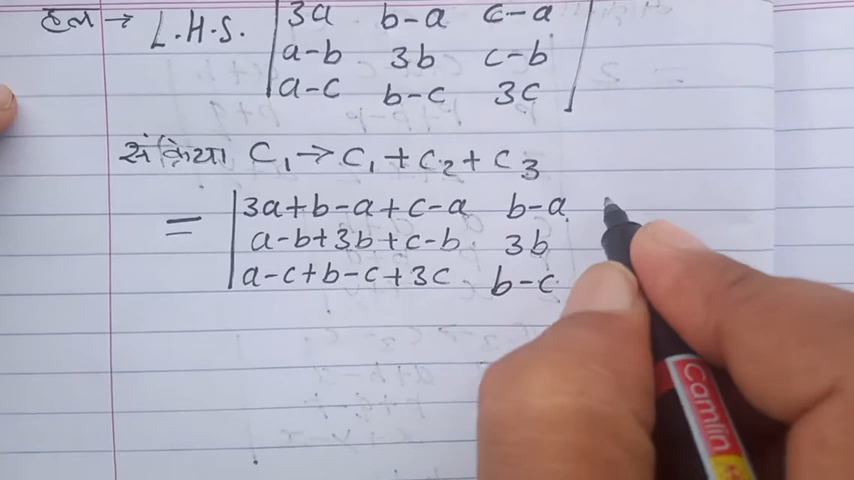 हल → L.H.S. | 3a b-a c-a |
| a-b 3b c-b |
| a-c b-c 3c |
संक्रिया C₁ → C₁ + C₂ + C₃
= | 3a+b-a+c-a b-a
| a-b+3b+c-b 3b
| a-c+b-c+3c b-c
Camlin